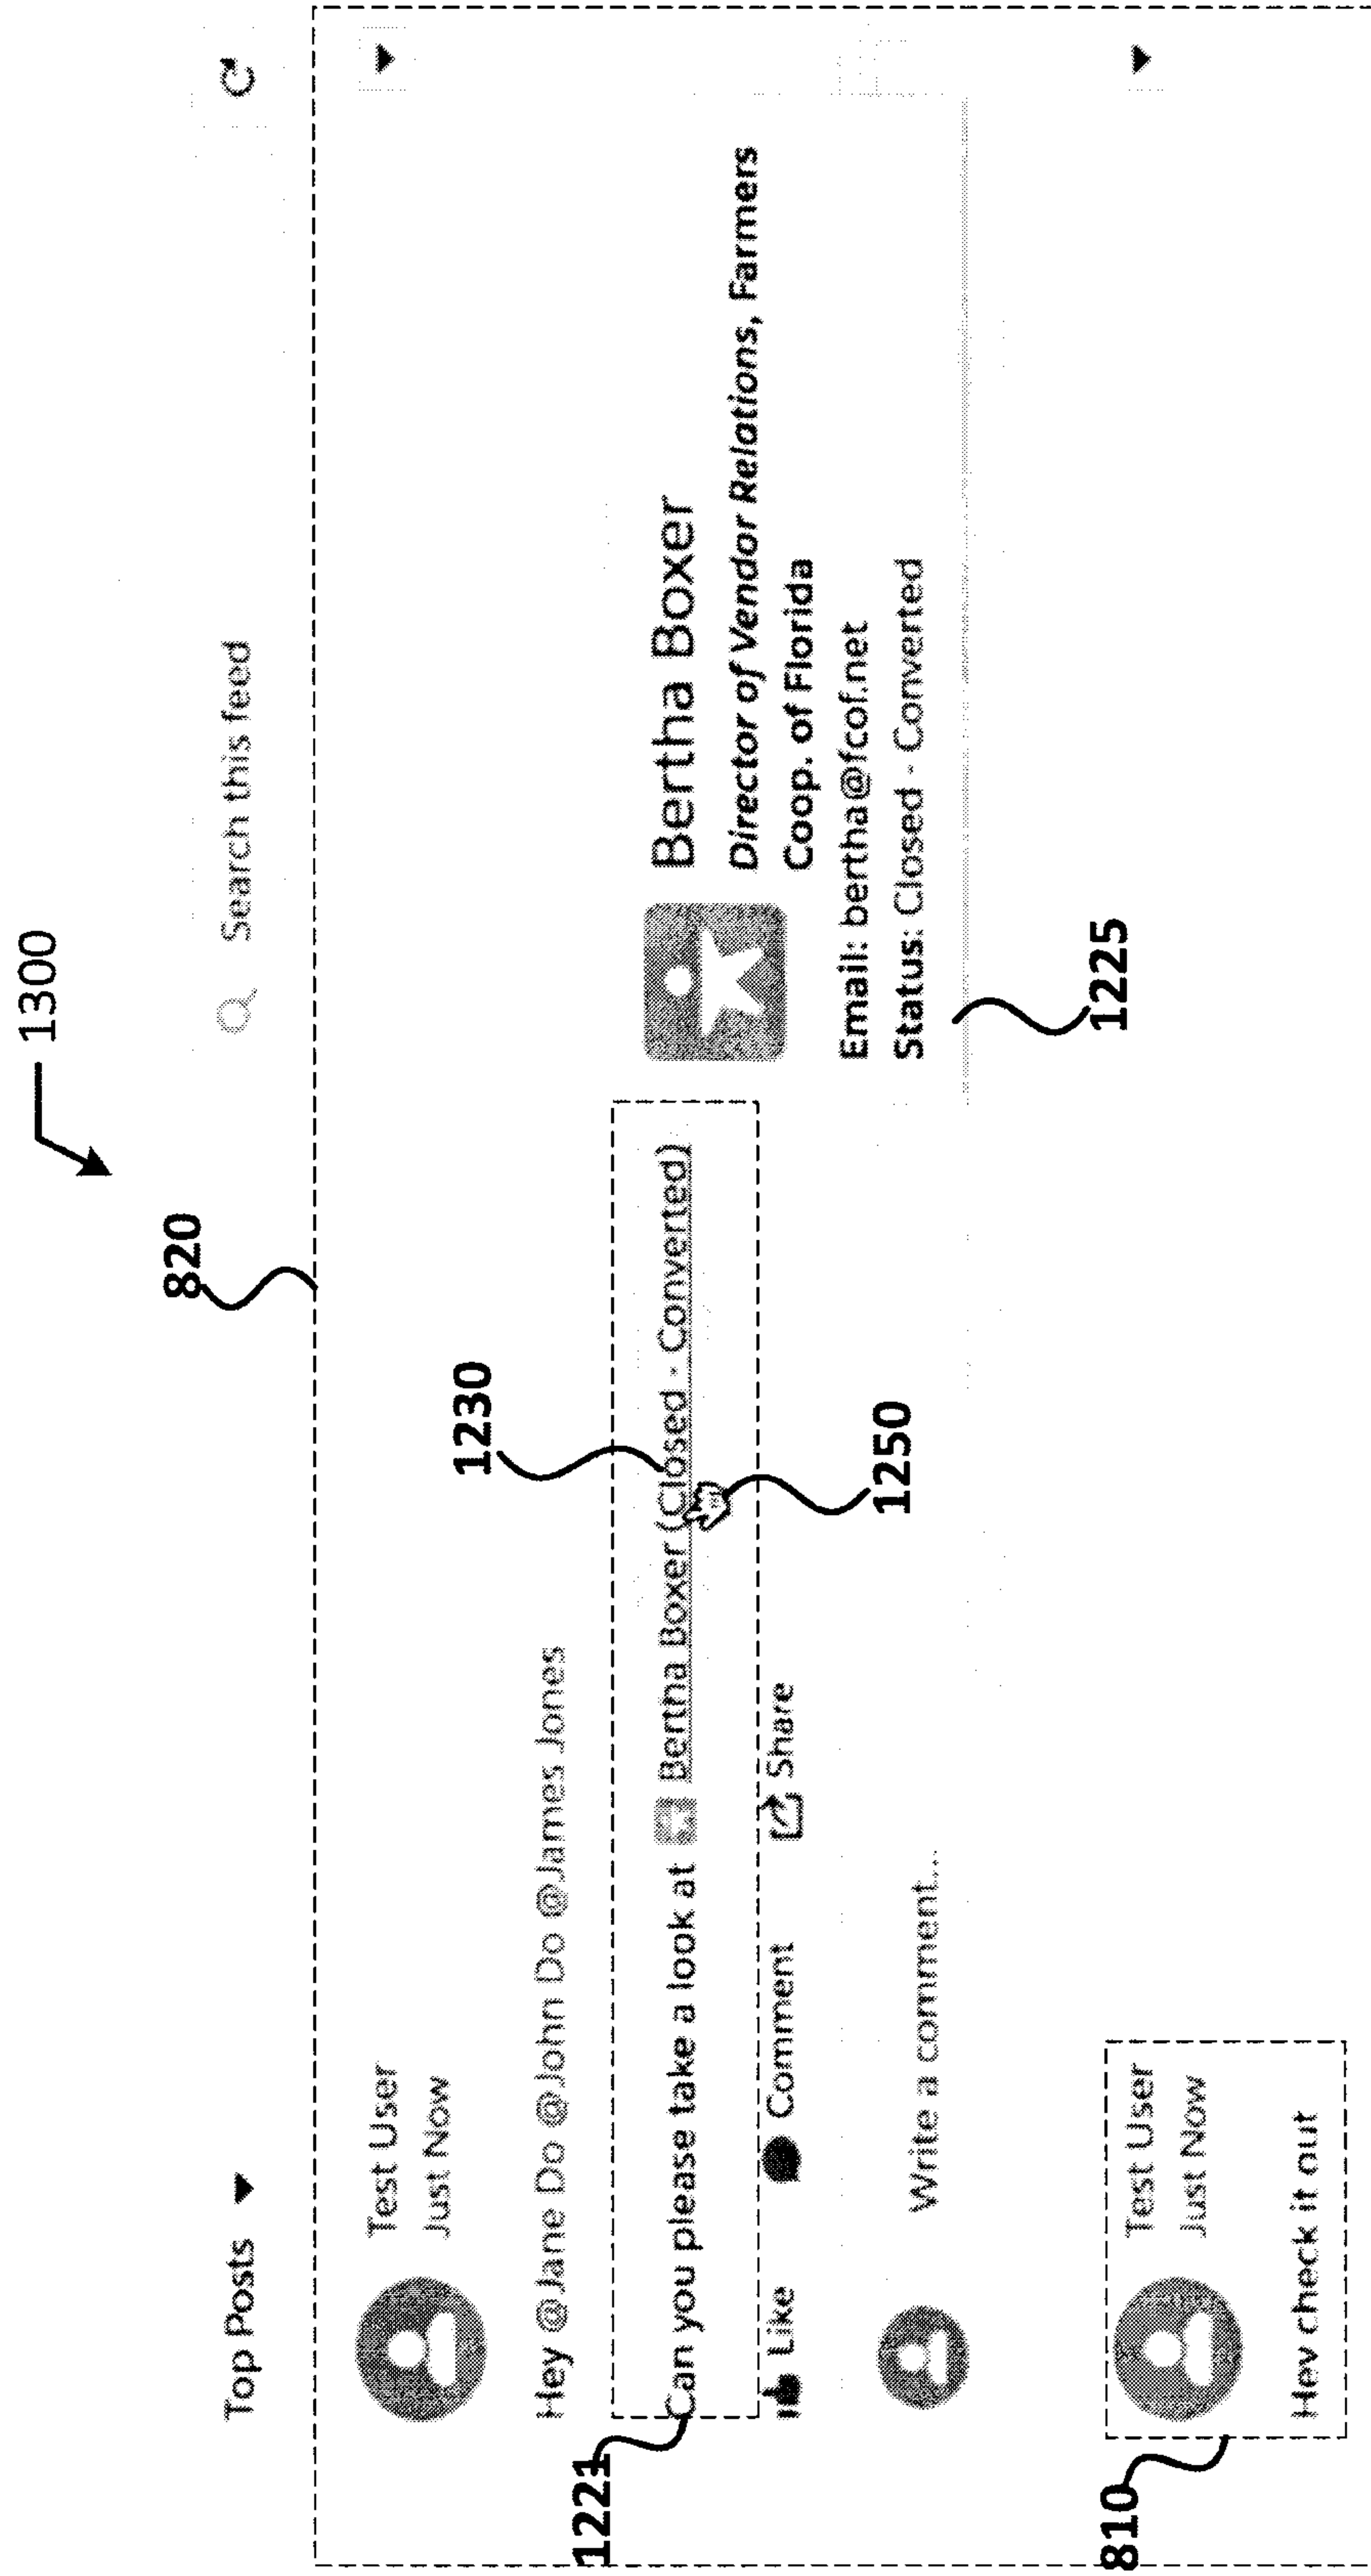 1300
820
Top Posts
Search this feed
Test User
Just Now
1230
Hey @Jane Do @John Do @James Jones
1221
Can you please take a look at Bertha Boxer (Closed - Converted)
Bertha Boxer
Director of Vendor Relations, Farmers
Coop. of Florida
Email: bertha@fcof.net
Status: Closed - Converted
Like Comment Share
1250
Write a comment...
1225
810
Test User
Just Now
Hey check it out